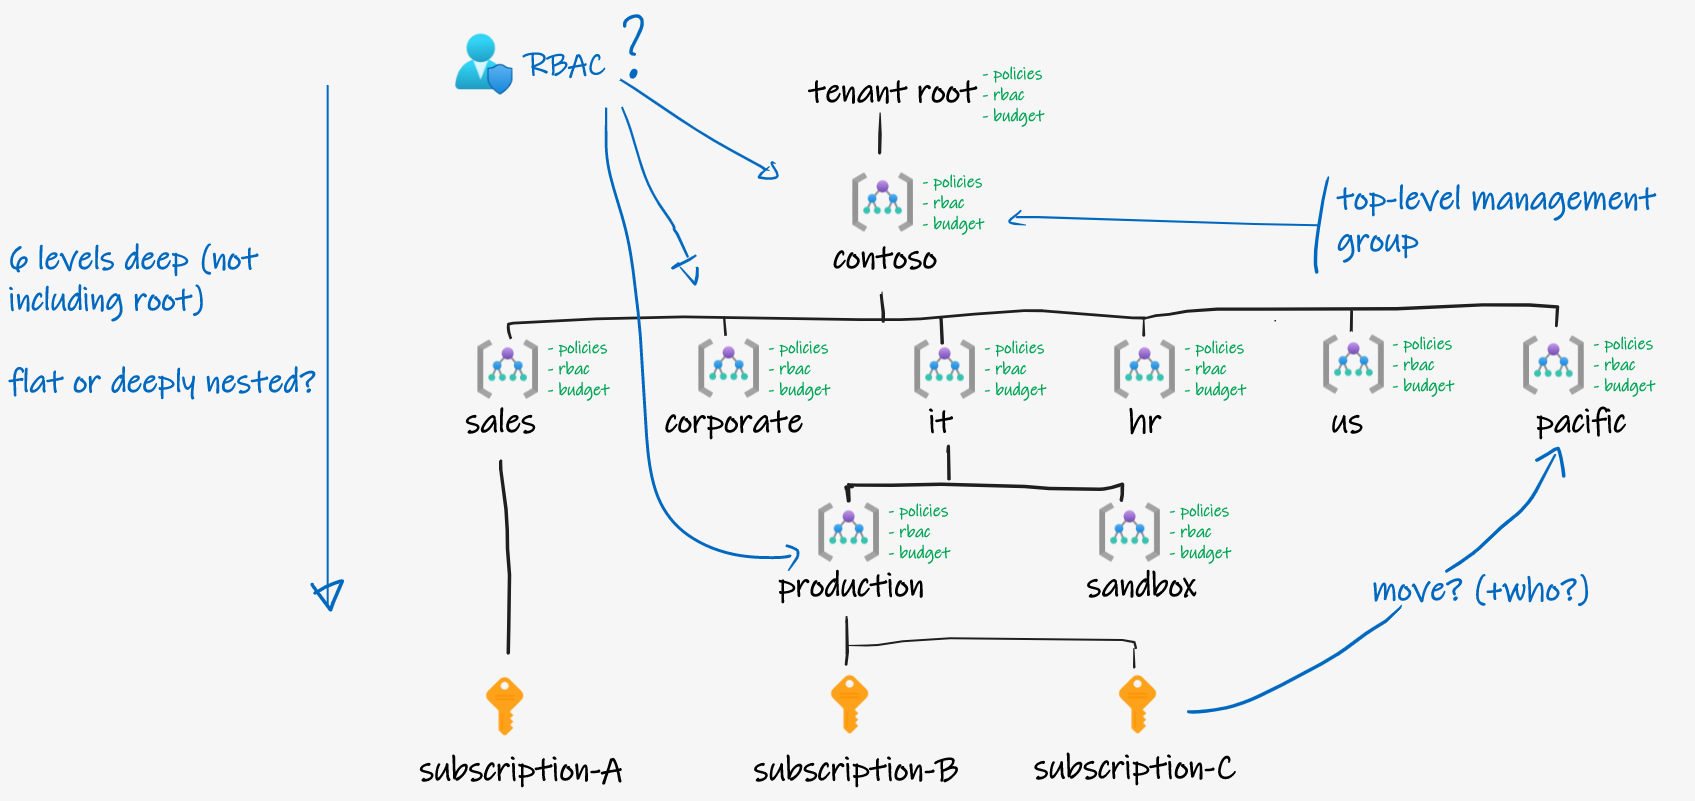 RBAC ?
tenant root
- policies
- rbac
- budget
- policies
- rbac
- budget
contoso
top-level management
group
6 levels deep (not
including root)
flat or deeply nested?
- policies
- rbac
- budget
sales
- policies
- rbac
- budget
corporate
- policies
- rbac
- budget
it
- policies
- rbac
- budget
hr
- policies
- rbac
- budget
us
- policies
- rbac
- budget
pacific
- policies
- rbac
- budget
production
- policies
- rbac
- budget
sandbox
move? (+who?)
subscription-A
subscription-B
subscription-C